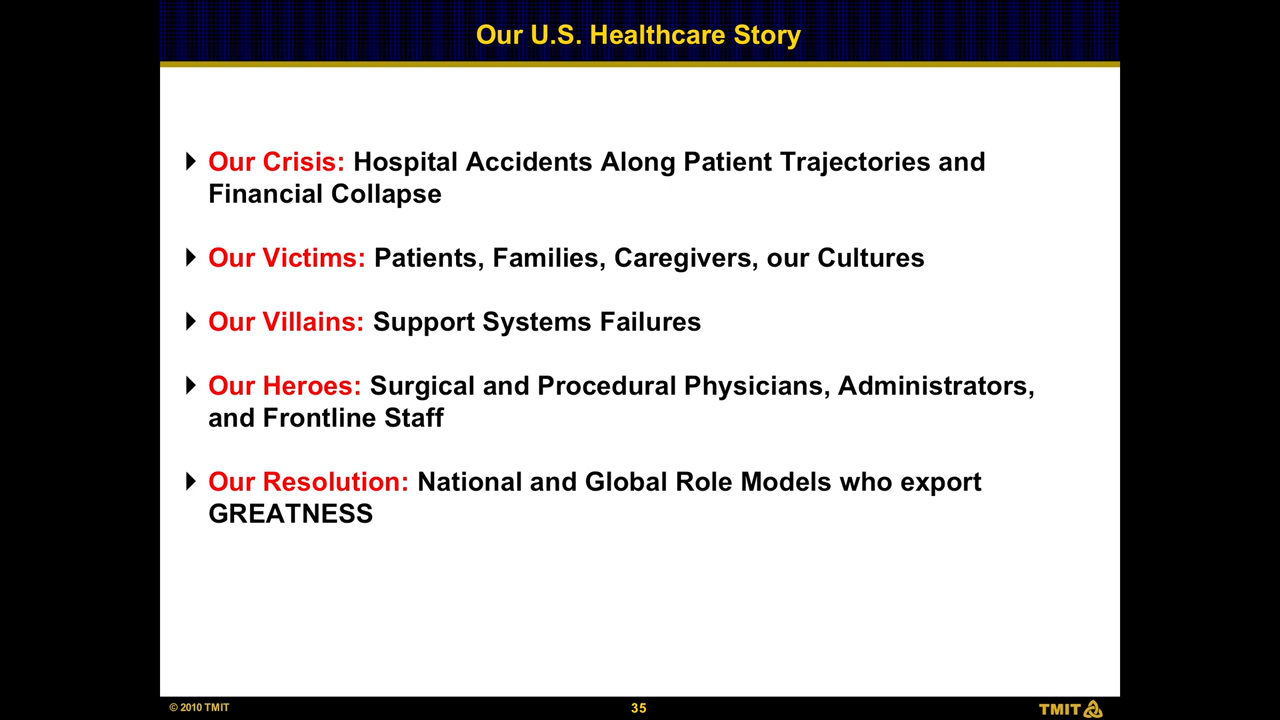 Our U.S. Healthcare Story
Our Crisis: Hospital Accidents Along Patient Trajectories and
Financial Collapse
Our Victims: Patients, Families, Caregivers, our Cultures
Our Villains: Support Systems Failures
Our Heroes: Surgical and Procedural Physicians, Administrators,
and Frontline Staff
Our Resolution: National and Global Role Models who export
GREATNESS
© 2010 TMIT
35
TMIT